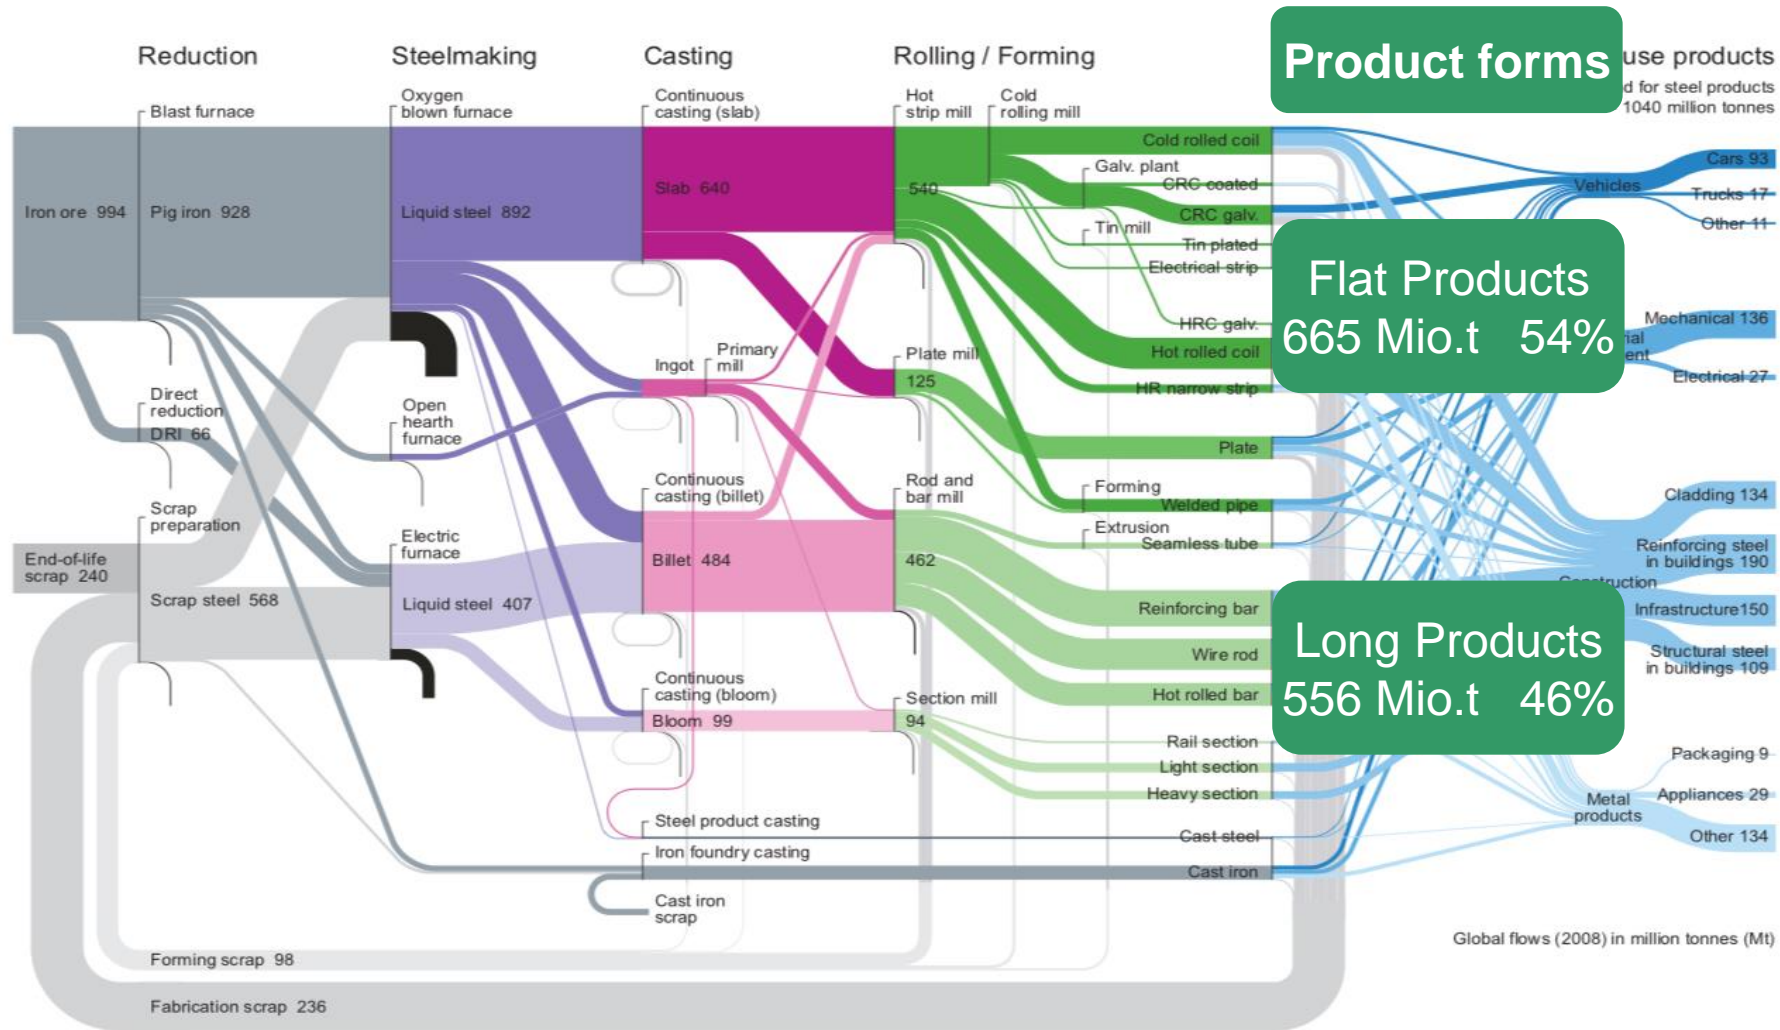 Reduction
Steelmaking
Casting
Rolling / Forming
Product forms
use products
d for steel products
1040 million tonnes
Blast furnace
Oxygen
blown furnace
Continuous
casting (slab)
Hot
strip mill
Cold
rolling mill
Iron ore 994
Pig iron 928
Liquid steel 892
Slab 640
540
Cold rolled coil
Galv. plant
CRC coated
CRC galv.
Tin mill
Tin plated
Electrical strip
HRC galv.
Hot rolled coil
HR narrow strip
Vehicles
Cars 93
Trucks 17
Other 11
Flat Products
665 Mio.t 54%
Mechanical 136
ial
ent
Electrical 27
Ingot
Primary
mill
Plate mill
125
Plate
Direct
reduction
DRI 66
Open
hearth
furnace
Scrap
preparation
Electric
furnace
Continuous
casting (billet)
Rod and
bar mill
Forming
Welded pipe
Extrusion
Seamless tube
End-of-life
scrap 240
Scrap steel 568
Liquid steel 407
Billet 484
462
Reinforcing bar
Wire rod
Hot rolled bar
Cladding 134
Reinforcing steel
in buildings 190
Construction
Infrastructure150
Structural steel
in buildings 109
Long Products
556 Mio.t 46%
Continuous
casting (bloom)
Bloom 99
Section mill
94
Rail section
Light section
Heavy section
Packaging 9
Metal
products
Appliances 29
Other 134
Steel product casting
Cast steel
Iron foundry casting
Cast iron
Cast iron
scrap
Global flows (2008) in million tonnes (Mt)
Forming scrap 98
Fabrication scrap 236